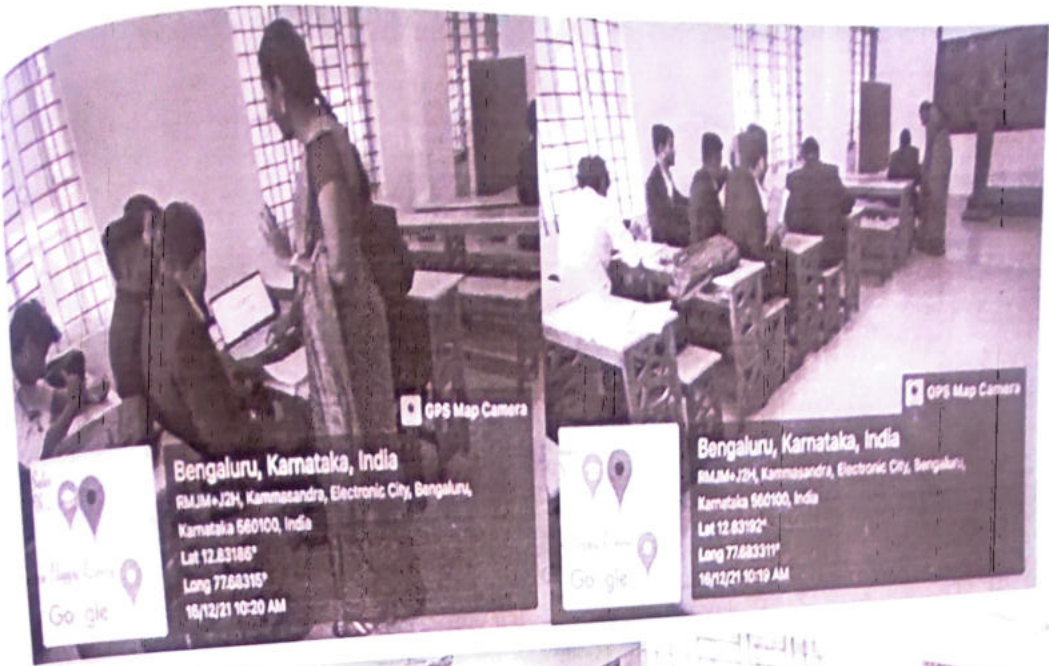 GPS Map Camera
Bengaluru, Karnataka, India
RMJM+J2H, Kammasandra, Electronic City, Bengaluru,
Karnataka 560100, India
Lat 12.83186°
Long 77.68315°
16/12/21 10:20 AM
Google
GPS Map Camera
Bengaluru, Karnataka, India
RMJM+J2H, Kammasandra, Electronic City, Bengaluru,
Karnataka 560100, India
Lat 12.83192°
Long 77.683311°
16/12/21 10:19 AM
Google